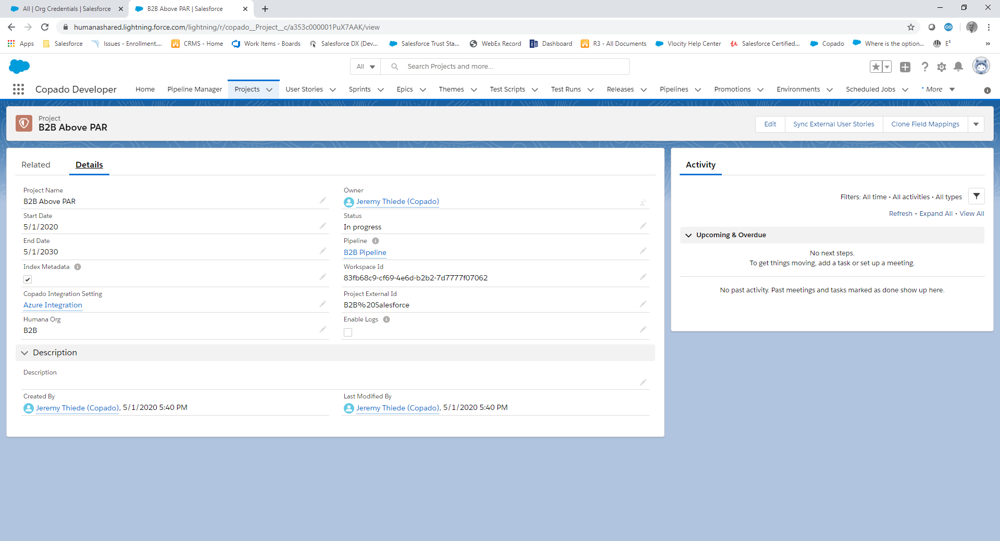 All | Org Credentials | Salesforce
B2B Above PAR | Salesforce
humanashared.lightning.force.com/lightning/r/copado__Project__c/a353c000001PuX7AAK/view
Apps Salesforce Issues - Enrollment.... CRMS - Home Work Items - Boards Salesforce DX (Dev... Salesforce Trust Sta... WebEx Record Dashboard R3 - All Documents Vlocity Help Center Salesforce Certified... Copado Where is the option... E³ »
All Search Projects and more...
Copado Developer Home Pipeline Manager Projects User Stories Sprints Epics Themes Test Scripts Test Runs Releases Pipelines Promotions Environments Scheduled Jobs * More
Project
B2B Above PAR
Edit Sync External User Stories Clone Field Mappings
Related Details
Project Name
B2B Above PAR
Owner
Jeremy Thiede (Copado)
Start Date
5/1/2020
Status
In progress
End Date
5/1/2030
Pipeline
B2B Pipeline
Index Metadata
Workspace Id
83fb68c9-cf69-4e6d-b2b2-7d7777f07062
Copado Integration Setting
Azure Integration
Project External Id
B2B%20Salesforce
Humana Org
B2B
Enable Logs
Description
Description
Created By
Jeremy Thiede (Copado), 5/1/2020 5:40 PM
Last Modified By
Jeremy Thiede (Copado), 5/1/2020 5:40 PM
Activity
Filters: All time • All activities • All types
Refresh • Expand All • View All
Upcoming & Overdue
No next steps.
To get things moving, add a task or set up a meeting.
No past activity. Past meetings and tasks marked as done show up here.